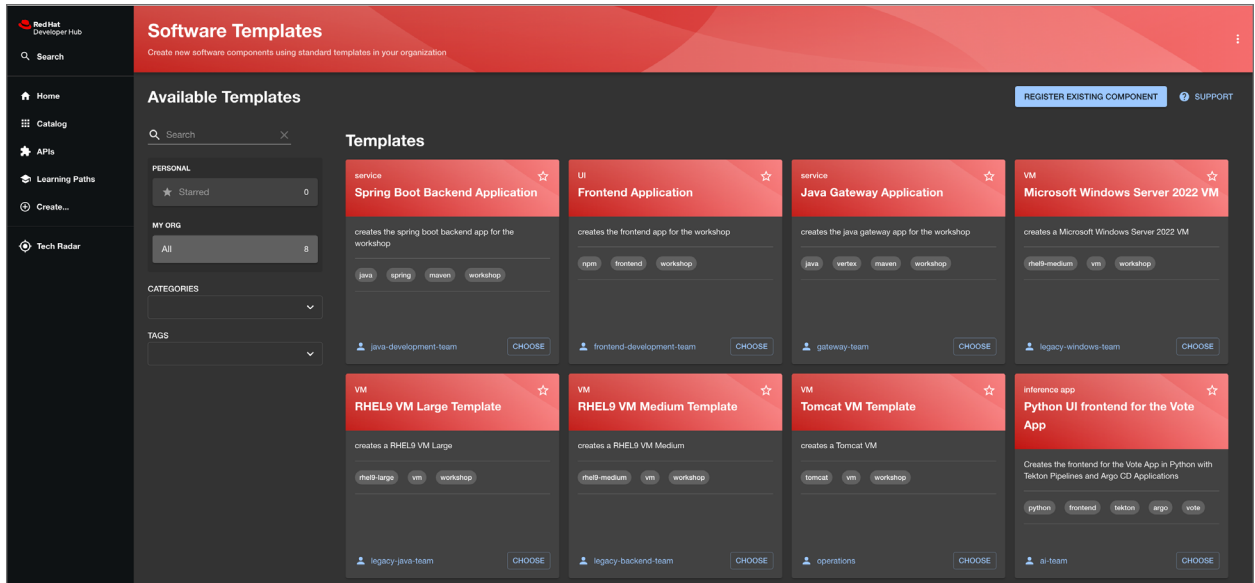 Red Hat
Developer Hub
Search
Home
Catalog
APIs
Learning Paths
Create...
Tech Radar
Software Templates
Create new software components using standard templates in your organization
Available Templates
REGISTER EXISTING COMPONENT
SUPPORT
Search
PERSONAL
Starred 0
MY ORG
All 8
CATEGORIES
TAGS
Templates
service
Spring Boot Backend Application
creates the spring boot backend app for the
workshop
java spring maven workshop
java-development-team CHOOSE
UI
Frontend Application
creates the frontend app for the workshop
npm frontend workshop
frontend-development-team CHOOSE
service
Java Gateway Application
creates the java gateway app for the workshop
java vertex maven workshop
gateway-team CHOOSE
VM
Microsoft Windows Server 2022 VM
creates a Microsoft Windows Server 2022 VM
rhel9-medium vm workshop
legacy-windows-team CHOOSE
VM
RHEL9 VM Large Template
creates a RHEL9 VM Large
rhel9-large vm workshop
legacy-java-team CHOOSE
VM
RHEL9 VM Medium Template
creates a RHEL9 VM Medium
rhel9-medium vm workshop
legacy-backend-team CHOOSE
VM
Tomcat VM Template
creates a Tomcat VM
tomcat vm workshop
operations CHOOSE
inference app
Python UI frontend for the Vote
App
Creates the frontend for the Vote App in Python with
Tekton Pipelines and Argo CD Applications
python frontend tekton argo vote
ai-team CHOOSE